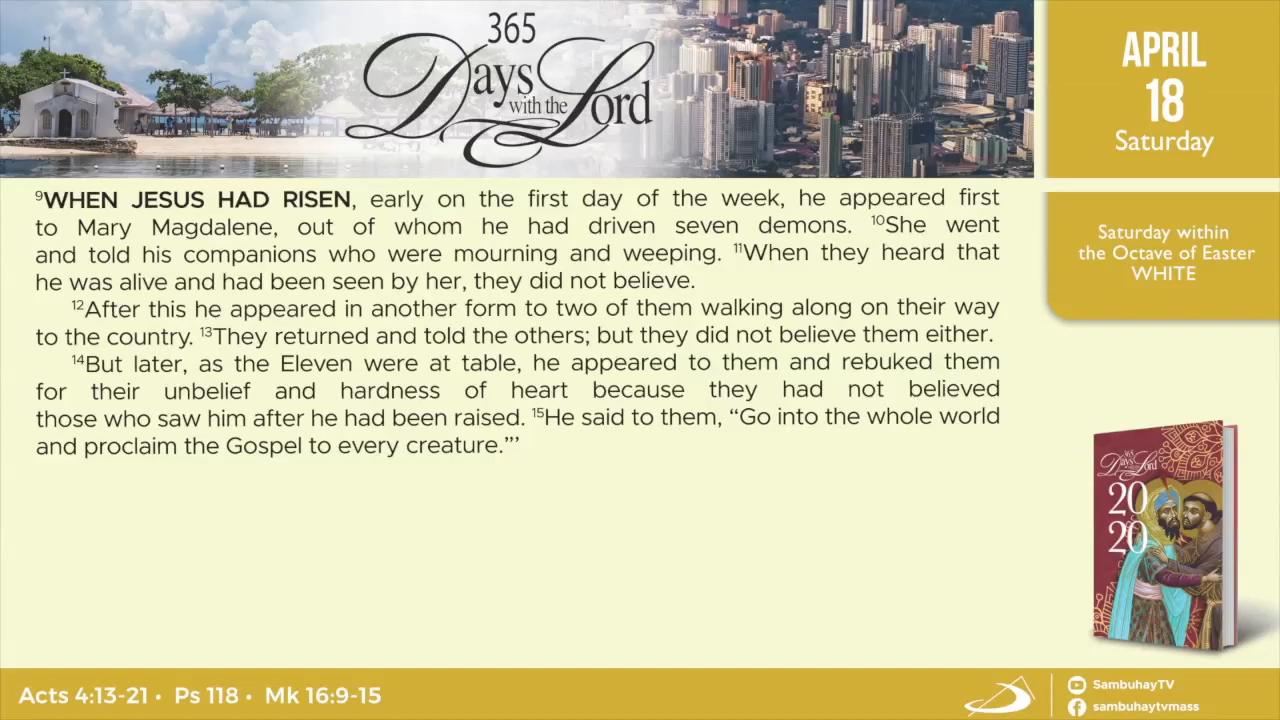 365
Days
with the
Lord
APRIL
18
Saturday
Saturday within
the Octave of Easter
WHITE
⁹WHEN JESUS HAD RISEN, early on the first day of the week, he appeared first
to Mary Magdalene, out of whom he had driven seven demons. ¹⁰She went
and told his companions who were mourning and weeping. ¹¹When they heard that
he was alive and had been seen by her, they did not believe.
¹²After this he appeared in another form to two of them walking along on their way
to the country. ¹³They returned and told the others; but they did not believe them either.
¹⁴But later, as the Eleven were at table, he appeared to them and rebuked them
for their unbelief and hardness of heart because they had not believed
those who saw him after he had been raised. ¹⁵He said to them, “Go into the whole world
and proclaim the Gospel to every creature.”’
365
Days with the Lord
20
20
Acts 4:13-21 • Ps 118 • Mk 16:9-15
SambuhayTV
sambuhaytvmass